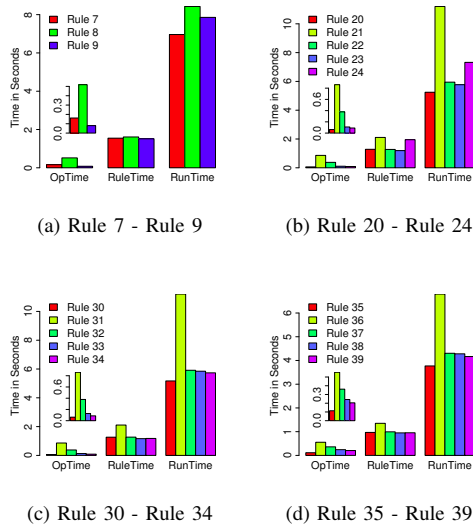 Time in Seconds
0 2 4 6 8
Rule 7
Rule 8
Rule 9
0.0 0.3
OpTime RuleTime RunTime
(a) Rule 7 - Rule 9
Time in Seconds
0 2 4 6 8 10
Rule 20
Rule 21
Rule 22
Rule 23
Rule 24
0.0 0.6
OpTime RuleTime RunTime
(b) Rule 20 - Rule 24
Time in Seconds
0 2 4 6 8 10
Rule 30
Rule 31
Rule 32
Rule 33
Rule 34
0.0 0.6
OpTime RuleTime RunTime
(c) Rule 30 - Rule 34
Time in Seconds
0 1 2 3 4 5 6
Rule 35
Rule 36
Rule 37
Rule 38
Rule 39
0.0 0.3
OpTime RuleTime RunTime
(d) Rule 35 - Rule 39